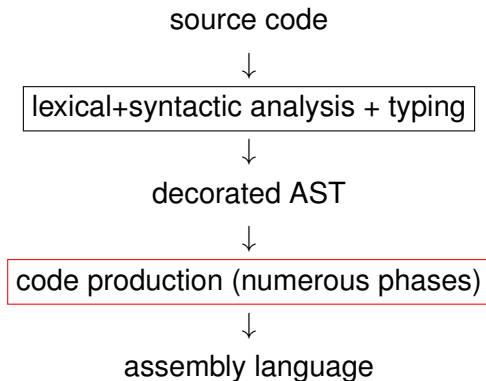 source code
↓
lexical+syntactic analysis + typing
↓
decorated AST
↓
code production (numerous phases)
↓
assembly language